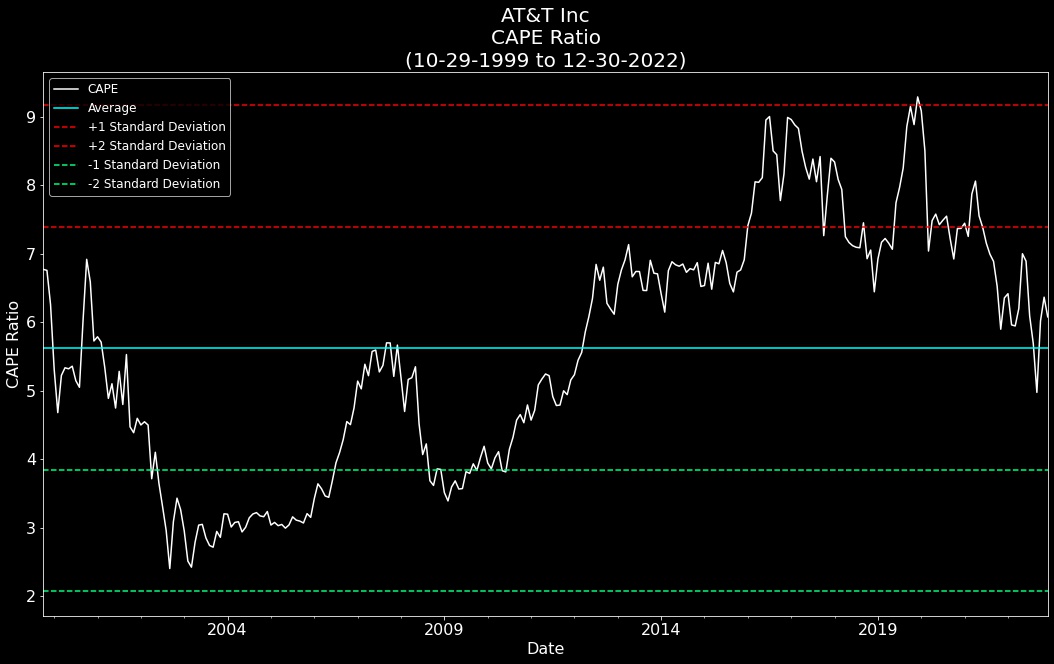 AT&T Inc
CAPE Ratio
(10-29-1999 to 12-30-2022)
CAPE
Average
+1 Standard Deviation
+2 Standard Deviation
-1 Standard Deviation
-2 Standard Deviation
CAPE Ratio
9
8
7
6
5
4
3
2
2004 2009 2014 2019
Date